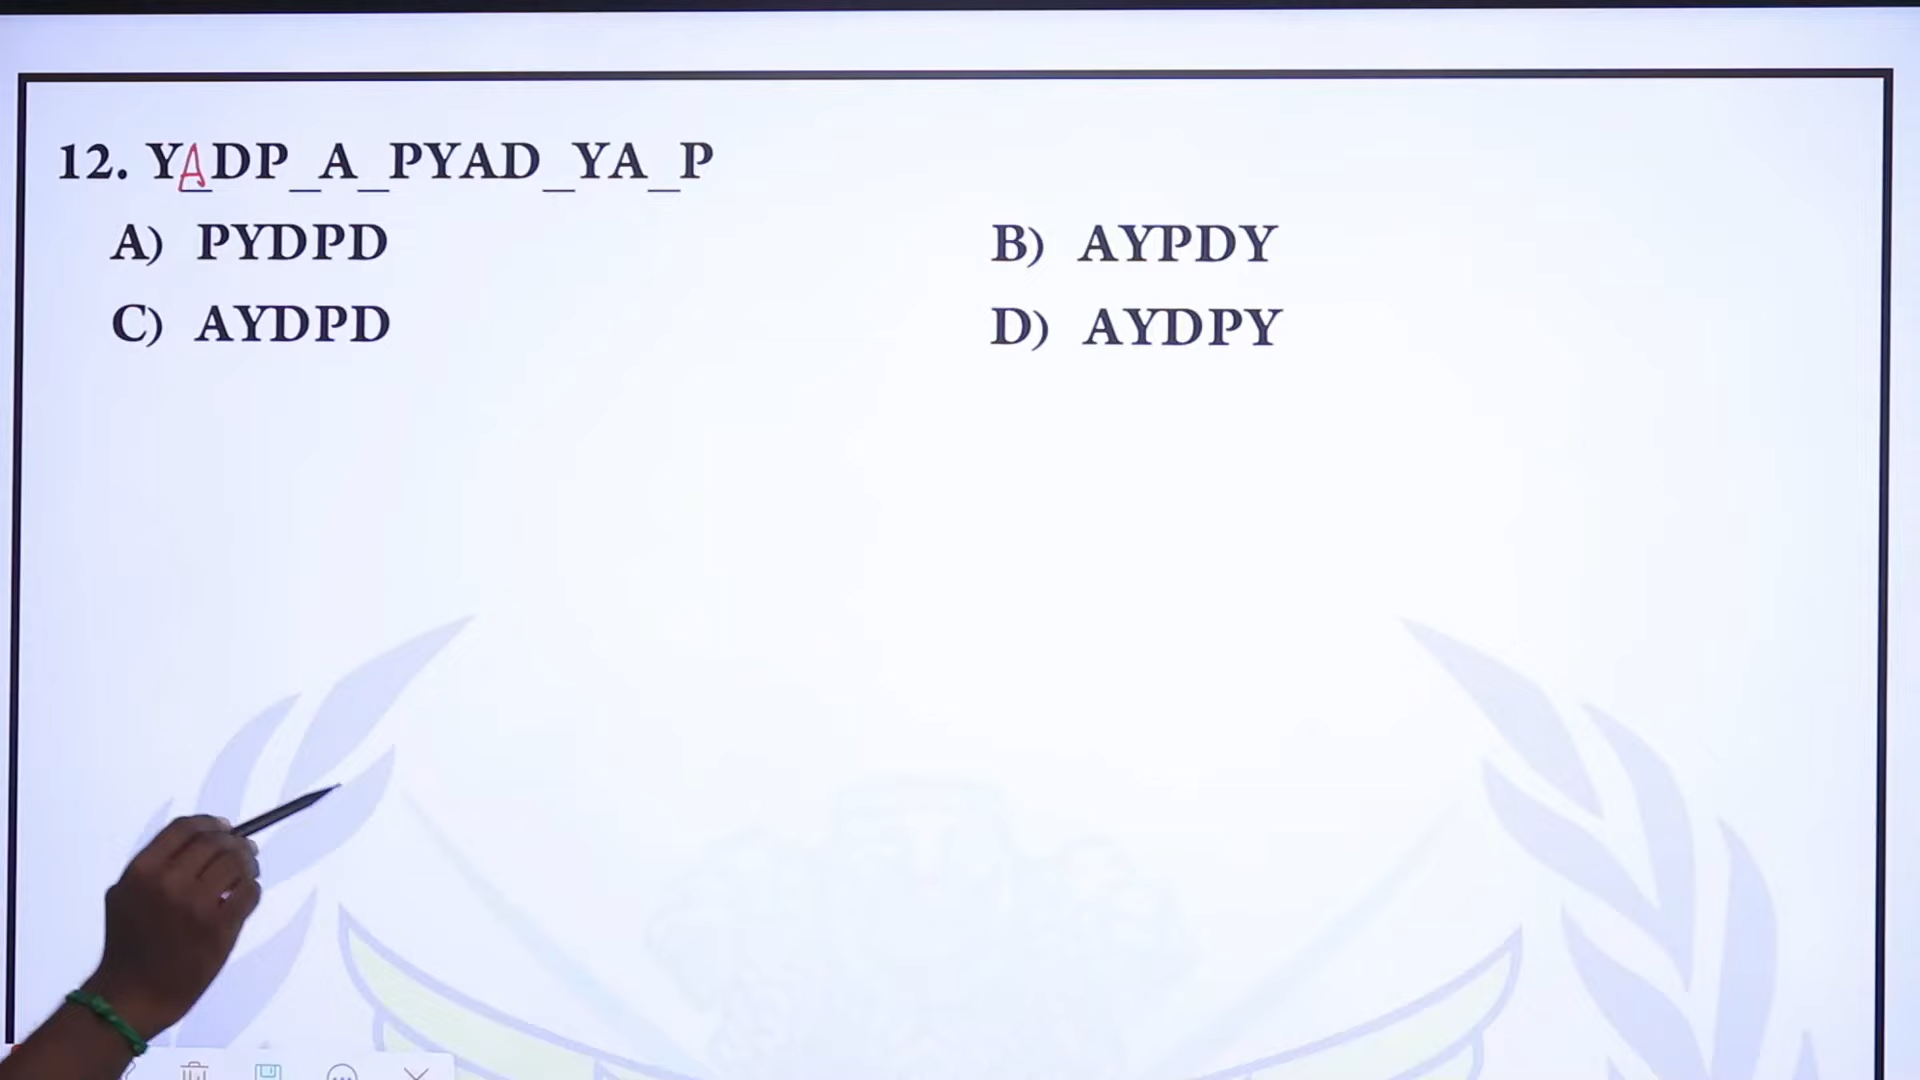 12. YADP_A_PYAD_YA_P
A) PYDPD
B) AYPDY
C) AYDPD
D) AYDPY